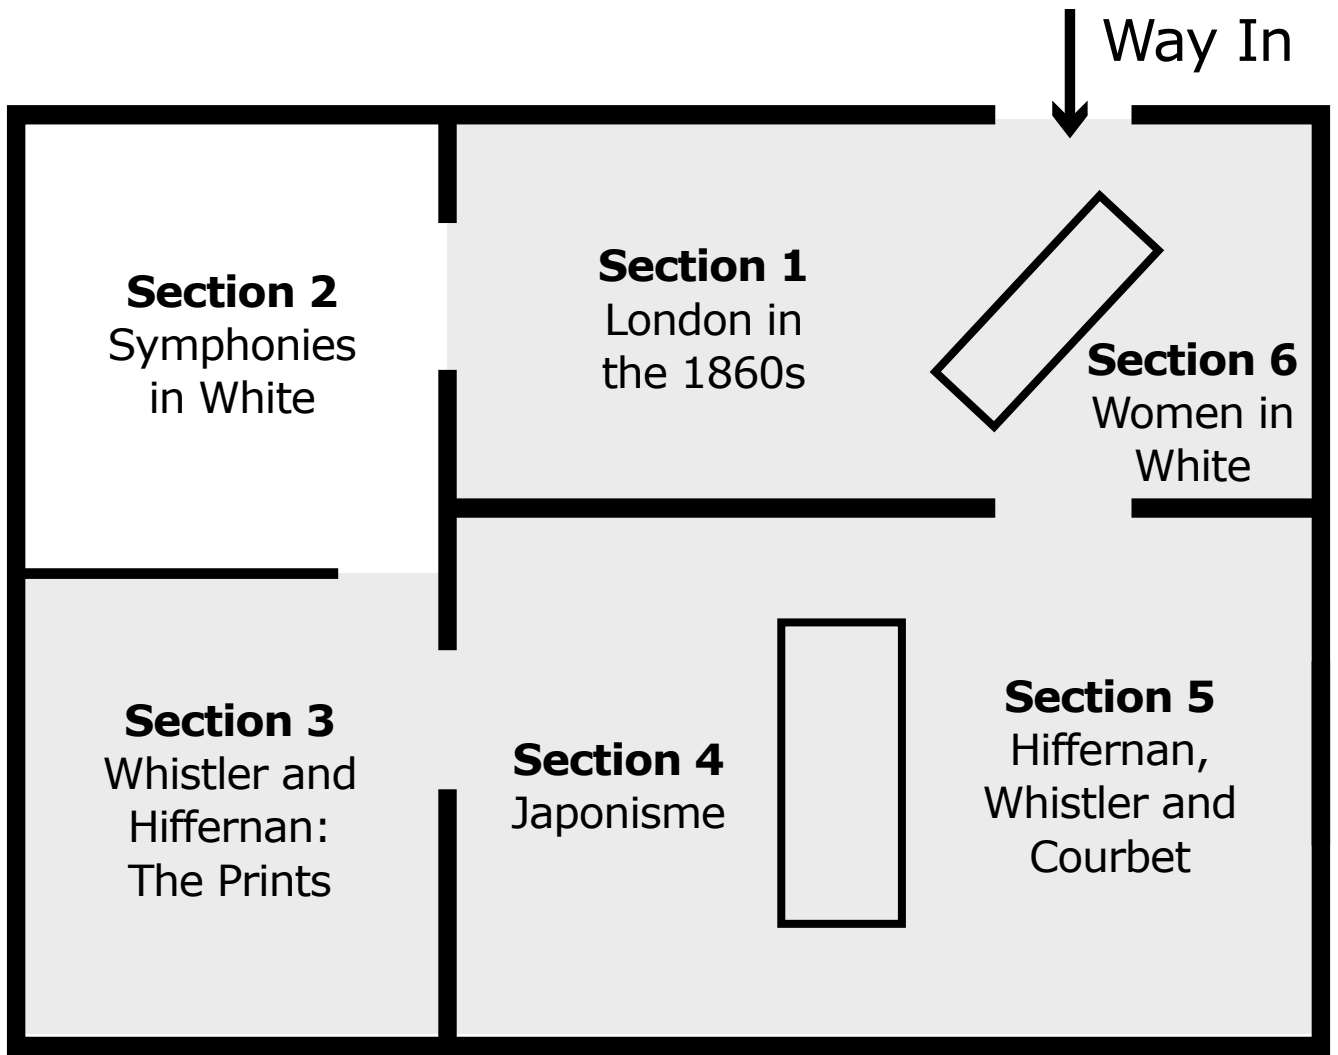 Way In
Section 1
London in
the 1860s
Section 2
Symphonies
in White
Section 3
Whistler and
Hiffernan:
The Prints
Section 4
Japonisme
Section 5
Hiffernan,
Whistler and
Courbet
Section 6
Women in
White